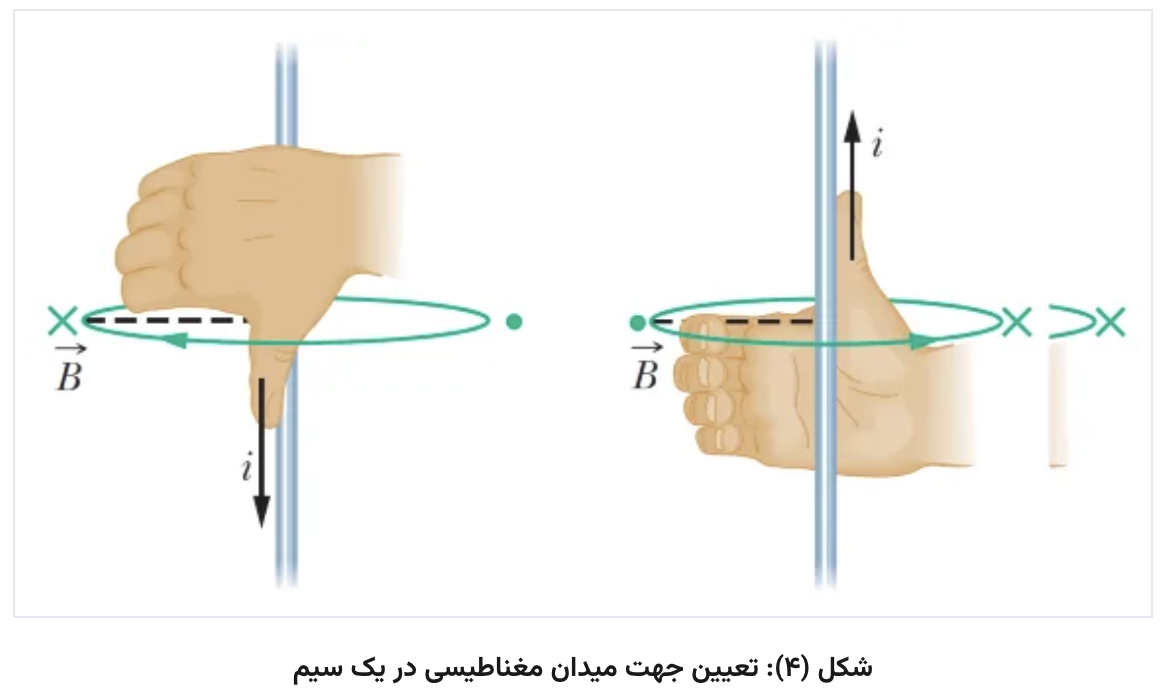 i
i
× •
• × ×
B⃗
B⃗
شکل (۴): تعیین جهت میدان مغناطیسی در یک سیم